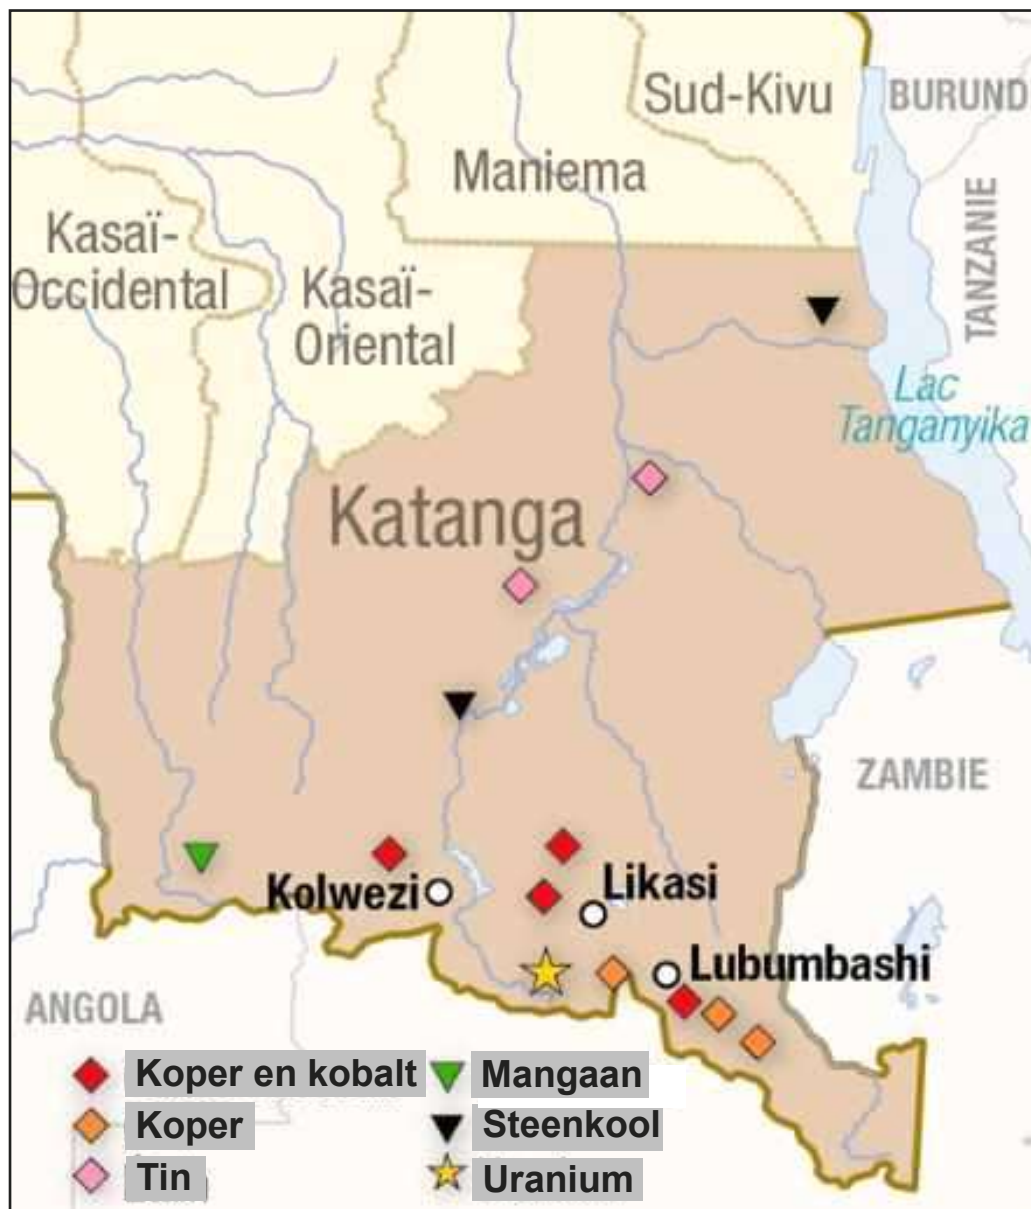 Sud-Kivu
BURUND
Maniema
TANZANIE
Kasaï-
Occidental
Kasaï-
Oriental
Lac
Tanganyika
Katanga
ZAMBIE
Kolwezi
Likasi
Lubumbashi
ANGOLA
Koper en kobalt
Mangaan
Koper
Steenkool
Tin
Uranium